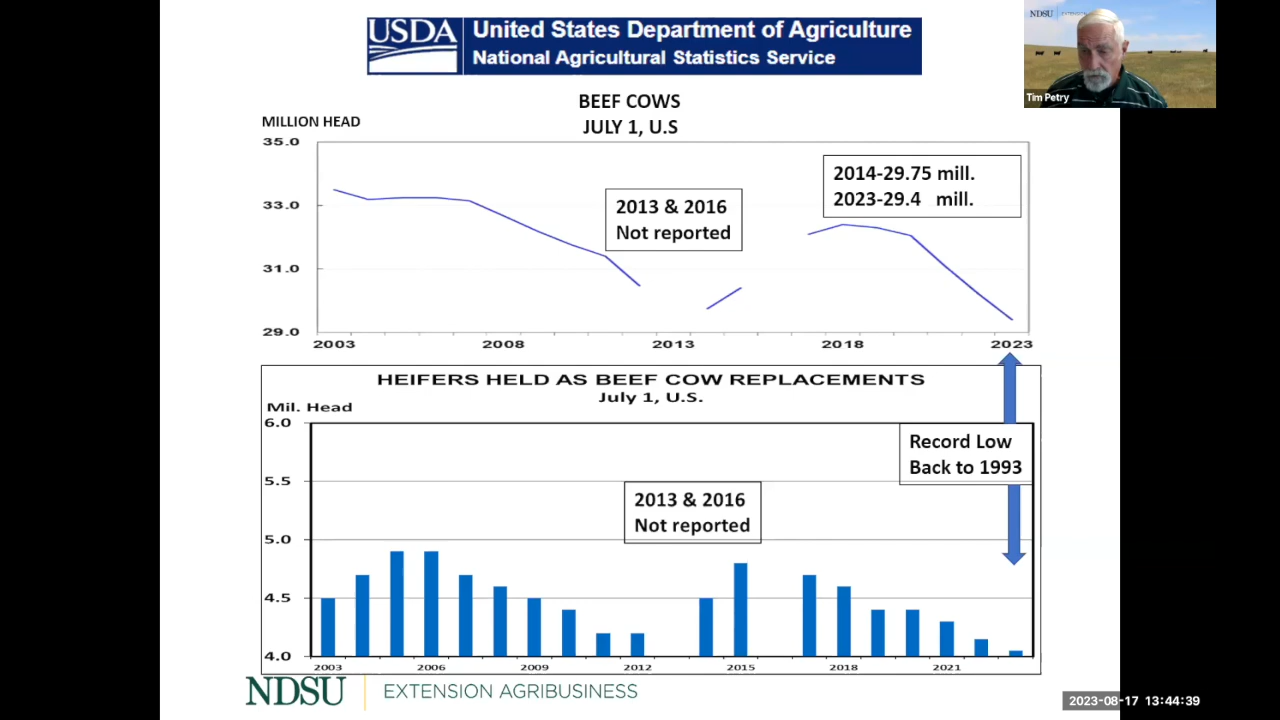 USDA United States Department of Agriculture
National Agricultural Statistics Service
NDSU EXTENSION
Tim Petry
BEEF COWS
JULY 1, U.S
MILLION HEAD
35.0
33.0
31.0
29.0
2014-29.75 mill.
2023-29.4 mill.
2013 & 2016
Not reported
2003 2008 2013 2018 2023
HEIFERS HELD AS BEEF COW REPLACEMENTS
July 1, U.S.
Mil. Head
6.0
5.5
5.0
4.5
4.0
Record Low
Back to 1993
2013 & 2016
Not reported
2003 2006 2009 2012 2015 2018 2021
NDSU EXTENSION AGRIBUSINESS
2023-08-17 13:44:39